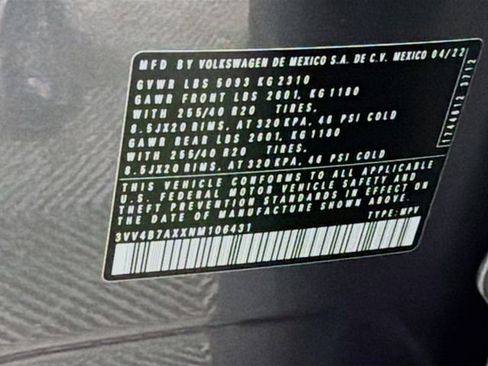 MFD BY VOLKSWAGEN DE MEXICO S.A. DE C.V. MEXICO 04/22
GVWR LBS 5093 KG 2310
GAWR FRONT LBS 2601, KG 1180
WITH 255/40 R20 TIRES,
8.5JX20 RIMS, AT 320 KPA, 46 PSI COLD
GAWR REAR LBS 2601, KG 1180
WITH 255/40 R20 TIRES,
8.5JX20 RIMS, AT 320 KPA, 46 PSI COLD
THIS VEHICLE CONFORMS TO ALL APPLICABLE
U.S. FEDERAL MOTOR VEHICLE SAFETY AND
THEFT PREVENTION STANDARDS IN EFFECT ON
THE DATE OF MANUFACTURE SHOWN ABOVE.
3VV4B7AXXNM106431 TYPE: MPV